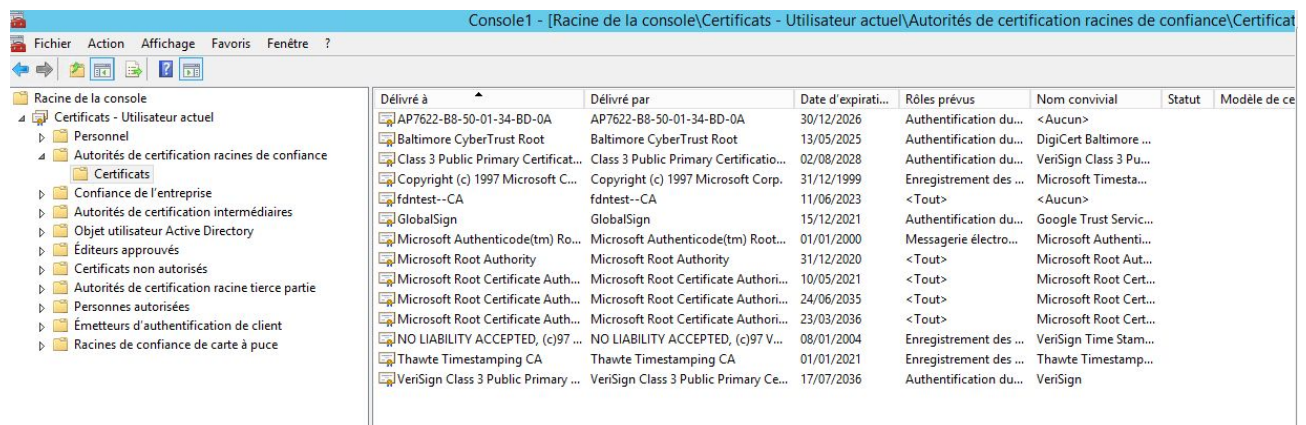 Console1 - [Racine de la console\Certificats - Utilisateur actuel\Autorités de certification racines de confiance\Certificat
Fichier Action Affichage Favoris Fenêtre ?
Racine de la console
Certificats - Utilisateur actuel
Personnel
Autorités de certification racines de confiance
Certificats
Confiance de l'entreprise
Autorités de certification intermédiaires
Objet utilisateur Active Directory
Éditeurs approuvés
Certificats non autorisés
Autorités de certification racine tierce partie
Personnes autorisées
Émetteurs d'authentification de client
Racines de confiance de carte à puce
Délivré à Délivré par Date d'expirati... Rôles prévus Nom convivial Statut Modèle de ce
AP7622-B8-50-01-34-BD-0A AP7622-B8-50-01-34-BD-0A 30/12/2026 Authentification du... <Aucun>
Baltimore CyberTrust Root Baltimore CyberTrust Root 13/05/2025 Authentification du... DigiCert Baltimore ...
Class 3 Public Primary Certificat... Class 3 Public Primary Certificatio... 02/08/2028 Authentification du... VeriSign Class 3 Pu...
Copyright (c) 1997 Microsoft C... Copyright (c) 1997 Microsoft Corp. 31/12/1999 Enregistrement des ... Microsoft Timesta...
fdntest--CA fdntest--CA 11/06/2023 <Tout> <Aucun>
GlobalSign GlobalSign 15/12/2021 Authentification du... Google Trust Servic...
Microsoft Authenticode(tm) Ro... Microsoft Authenticode(tm) Root... 01/01/2000 Messagerie électro... Microsoft Authenti...
Microsoft Root Authority Microsoft Root Authority 31/12/2020 <Tout> Microsoft Root Aut...
Microsoft Root Certificate Auth... Microsoft Root Certificate Authori... 10/05/2021 <Tout> Microsoft Root Cert...
Microsoft Root Certificate Auth... Microsoft Root Certificate Authori... 24/06/2035 <Tout> Microsoft Root Cert...
Microsoft Root Certificate Auth... Microsoft Root Certificate Authori... 23/03/2036 <Tout> Microsoft Root Cert...
NO LIABILITY ACCEPTED, (c)97 ... NO LIABILITY ACCEPTED, (c)97 V... 08/01/2004 Enregistrement des ... VeriSign Time Stam...
Thawte Timestamping CA Thawte Timestamping CA 01/01/2021 Enregistrement des ... Thawte Timestamp...
VeriSign Class 3 Public Primary ... VeriSign Class 3 Public Primary Ce... 17/07/2036 Authentification du... VeriSign